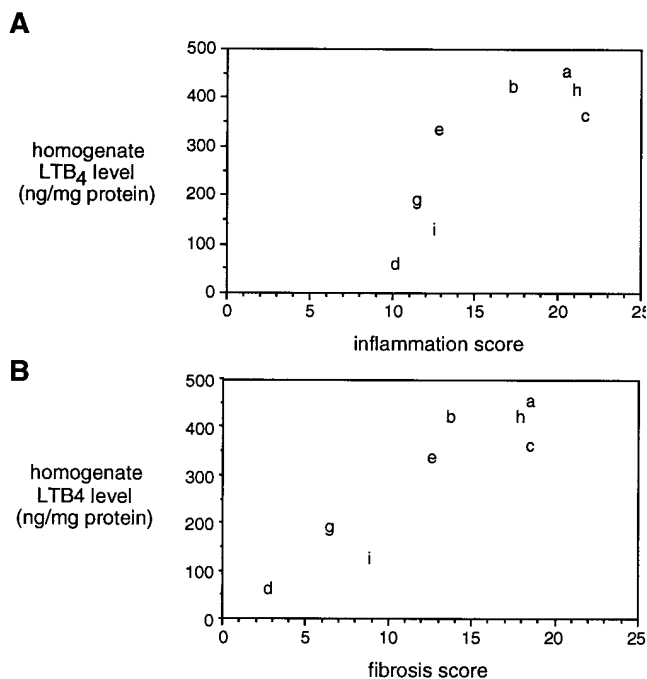 A
500
400
300
200
100
0
homogenate
LTB4 level
(ng/mg protein)
a
b
h
c
e
g
i
d
0 5 10 15 20 25
inflammation score
B
500
400
300
200
100
0
homogenate
LTB4 level
(ng/mg protein)
a
b h
c
e
g
i
d
0 5 10 15 20 25
fibrosis score